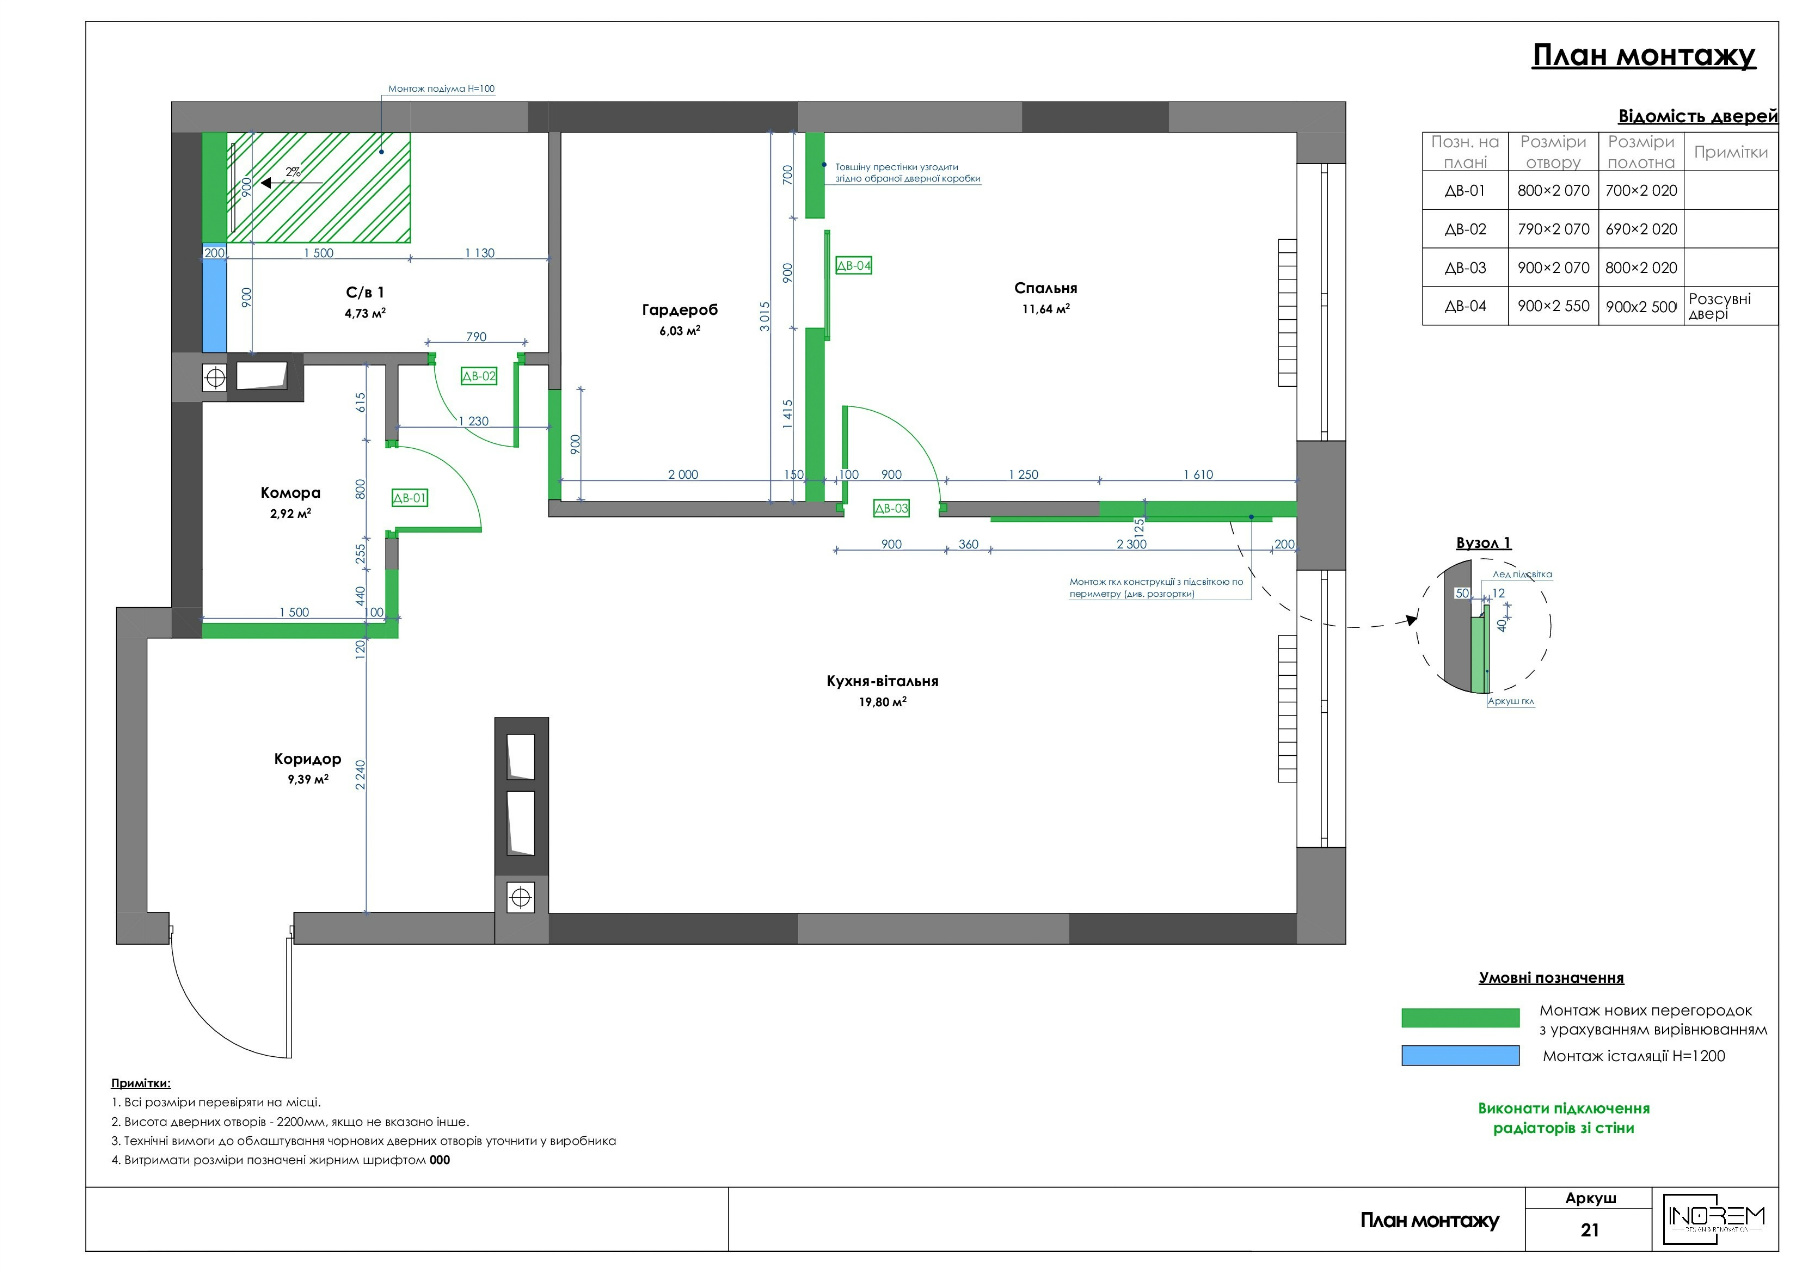 План монтажу
Відомість дверей
Позн. на плані
Розміри отвору
Розміри полотна
Примітки
ДВ-01 800×2 070 700×2 020
ДВ-02 790×2 070 690×2 020
ДВ-03 900×2 070 800×2 020
ДВ-04 900×2 550 900x2 500 Розсувні двері
Монтаж подіума H=100
2%
900
200
1 500
1 130
900
С/в 1
4,73 м²
790
ДВ-02
1 230
615
800
ДВ-01
255
440
Комора
2,92 м²
1 500
100
120
Коридор
9,39 м²
2 240
700
Товшіну престінки узгодити
згідно обраної дверної коробки
900
ДВ-04
3 015
1 415
Гардероб
6,03 м²
900
2 000
150
Спальня
11,64 м²
100
900
1 250
1 610
ДВ-03
125
900
360
2 300
200
Монтаж гкл конструкції з підсвіткою по
периметру (див. розгортки)
Кухня-вітальня
19,80 м²
Вузол 1
Лед підсвітка
50
12
40
Аркуш гкл
Умовні позначення
Монтаж нових перегородок
з урахуванням вирівнюванням
Монтаж істаляції H=1200
Виконати підключення
радіаторів зі стіни
Примітки:
1. Всі розміри перевіряти на місці.
2. Висота дверних отворів - 2200мм, якщо не вказано інше.
3. Технічні вимоги до облаштування чорнових дверних отворів уточнити у виробника
4. Витримати розміри позначені жирним шрифтом 000
План монтажу
Аркуш
21
INOREM